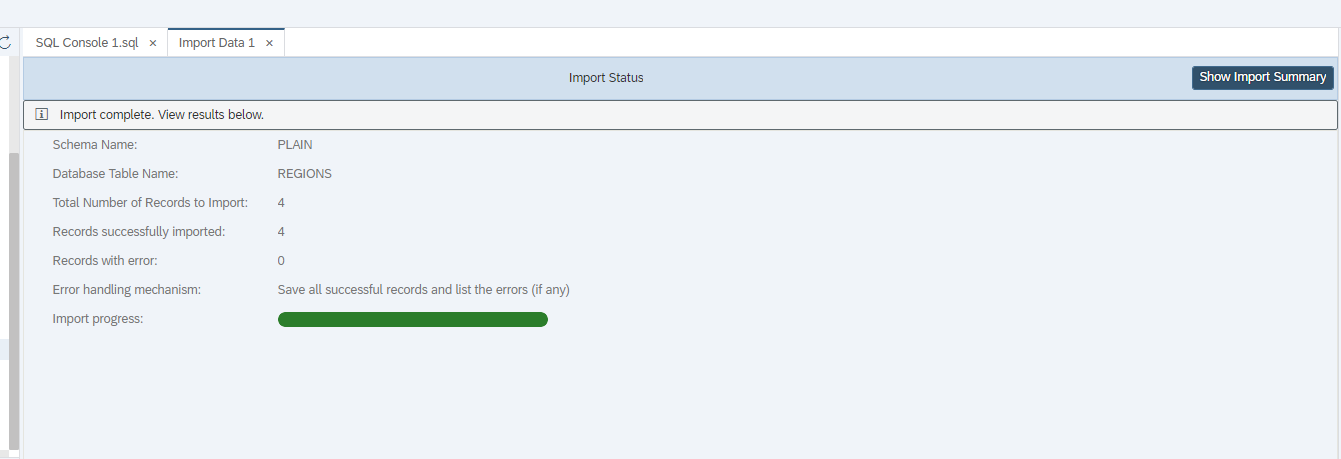 SQL Console 1.sql × Import Data 1 ×
Import Status
Show Import Summary
Import complete. View results below.
Schema Name: PLAIN
Database Table Name: REGIONS
Total Number of Records to Import: 4
Records successfully imported: 4
Records with error: 0
Error handling mechanism: Save all successful records and list the errors (if any)
Import progress: